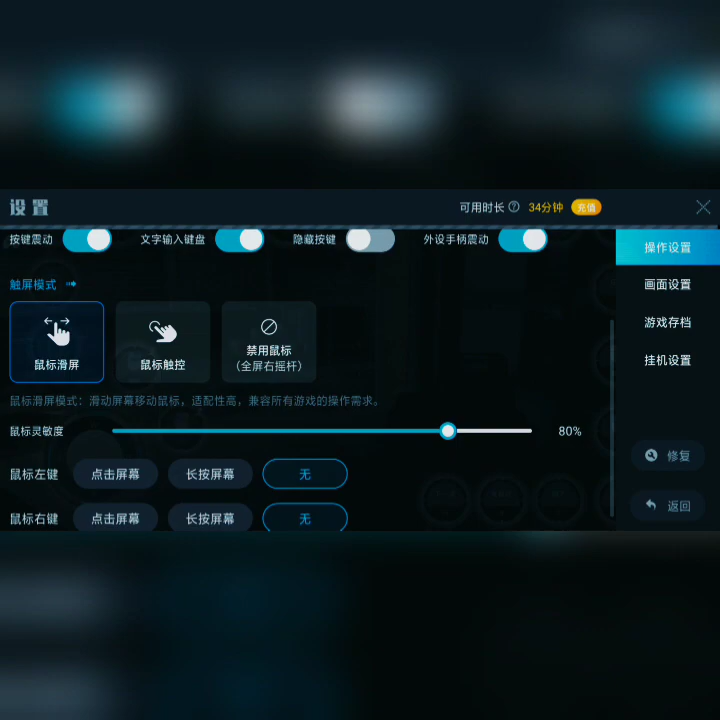 设置
可用时长 ? 34分钟 充值
按键震动 文字输入键盘 隐藏按键 外设手柄震动
操作设置
触屏模式
画面设置
游戏存档
鼠标滑屏 鼠标触控 禁用鼠标
(全屏右摇杆)
挂机设置
鼠标滑屏模式：滑动屏幕移动鼠标，适配性高，兼容所有游戏的操作需求。
鼠标灵敏度 80%
修复
鼠标左键 点击屏幕 长按屏幕 无
返回
鼠标右键 点击屏幕 长按屏幕 无